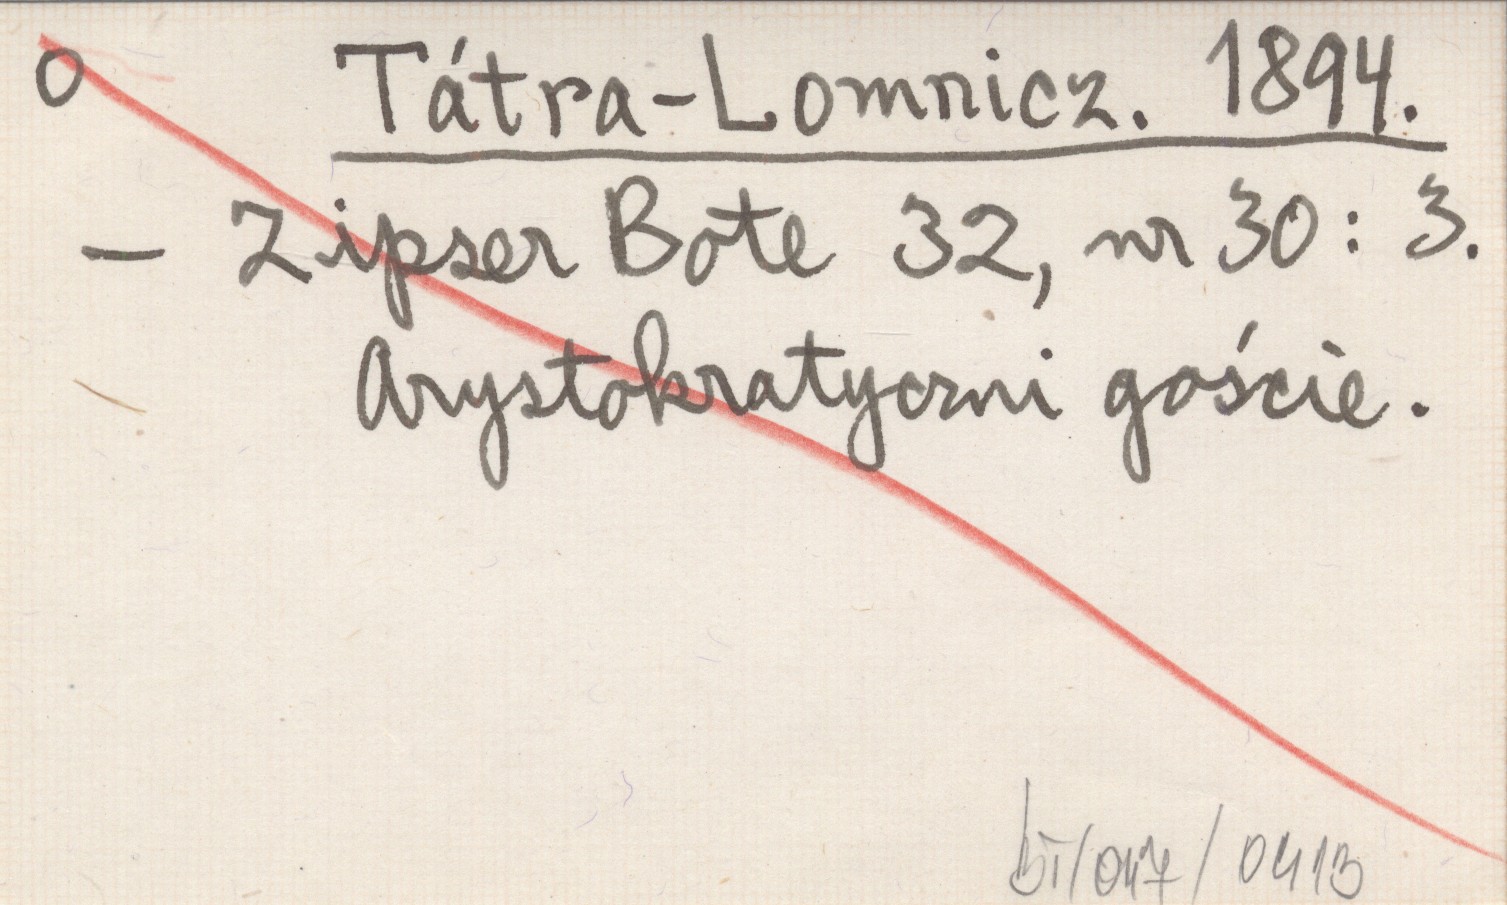 O Tátra-Lomnicz. 1894.
— Zipser Bote 32, nr 30 : 3.
Arystokratyczni goście.
BT/047/0413